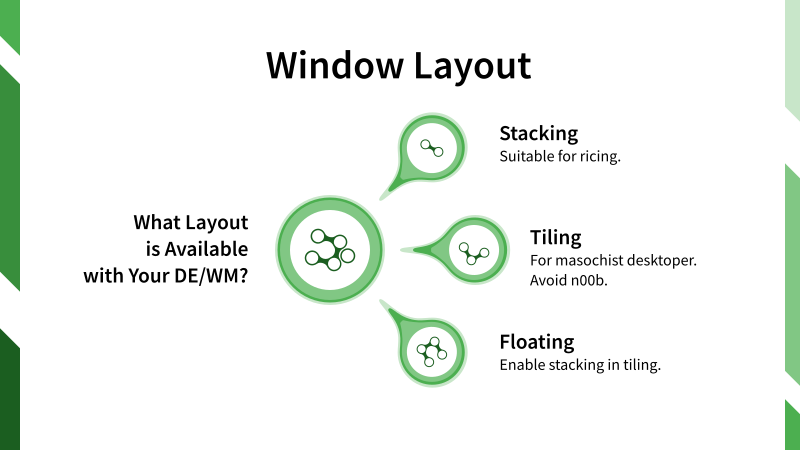 Window Layout
What Layout
is Available
with Your DE/WM?
Stacking
Suitable for ricing.
Tiling
For masochist desktoper.
Avoid n00b.
Floating
Enable stacking in tiling.